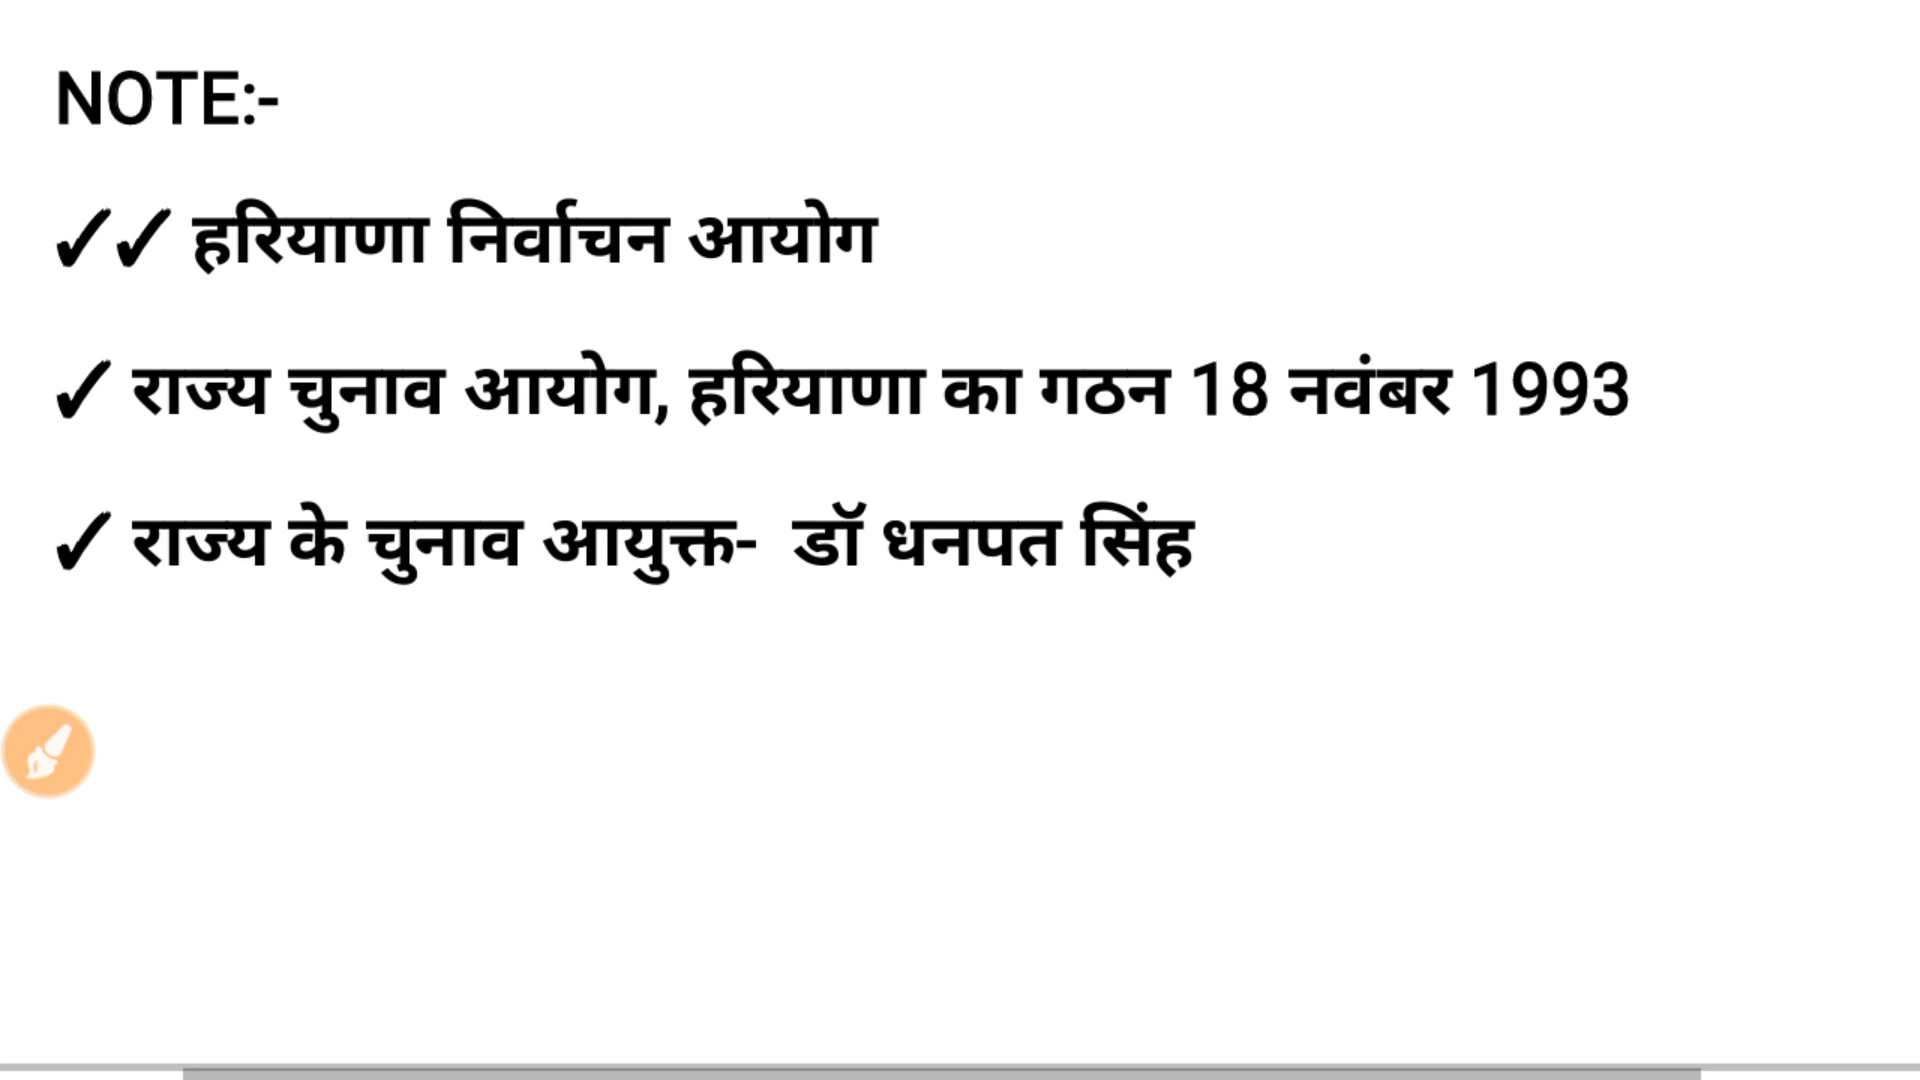 NOTE:-
✓✓ हरियाणा निर्वाचन आयोग
✓ राज्य चुनाव आयोग, हरियाणा का गठन 18 नवंबर 1993
✓ राज्य के चुनाव आयुक्त- डॉ धनपत सिंह